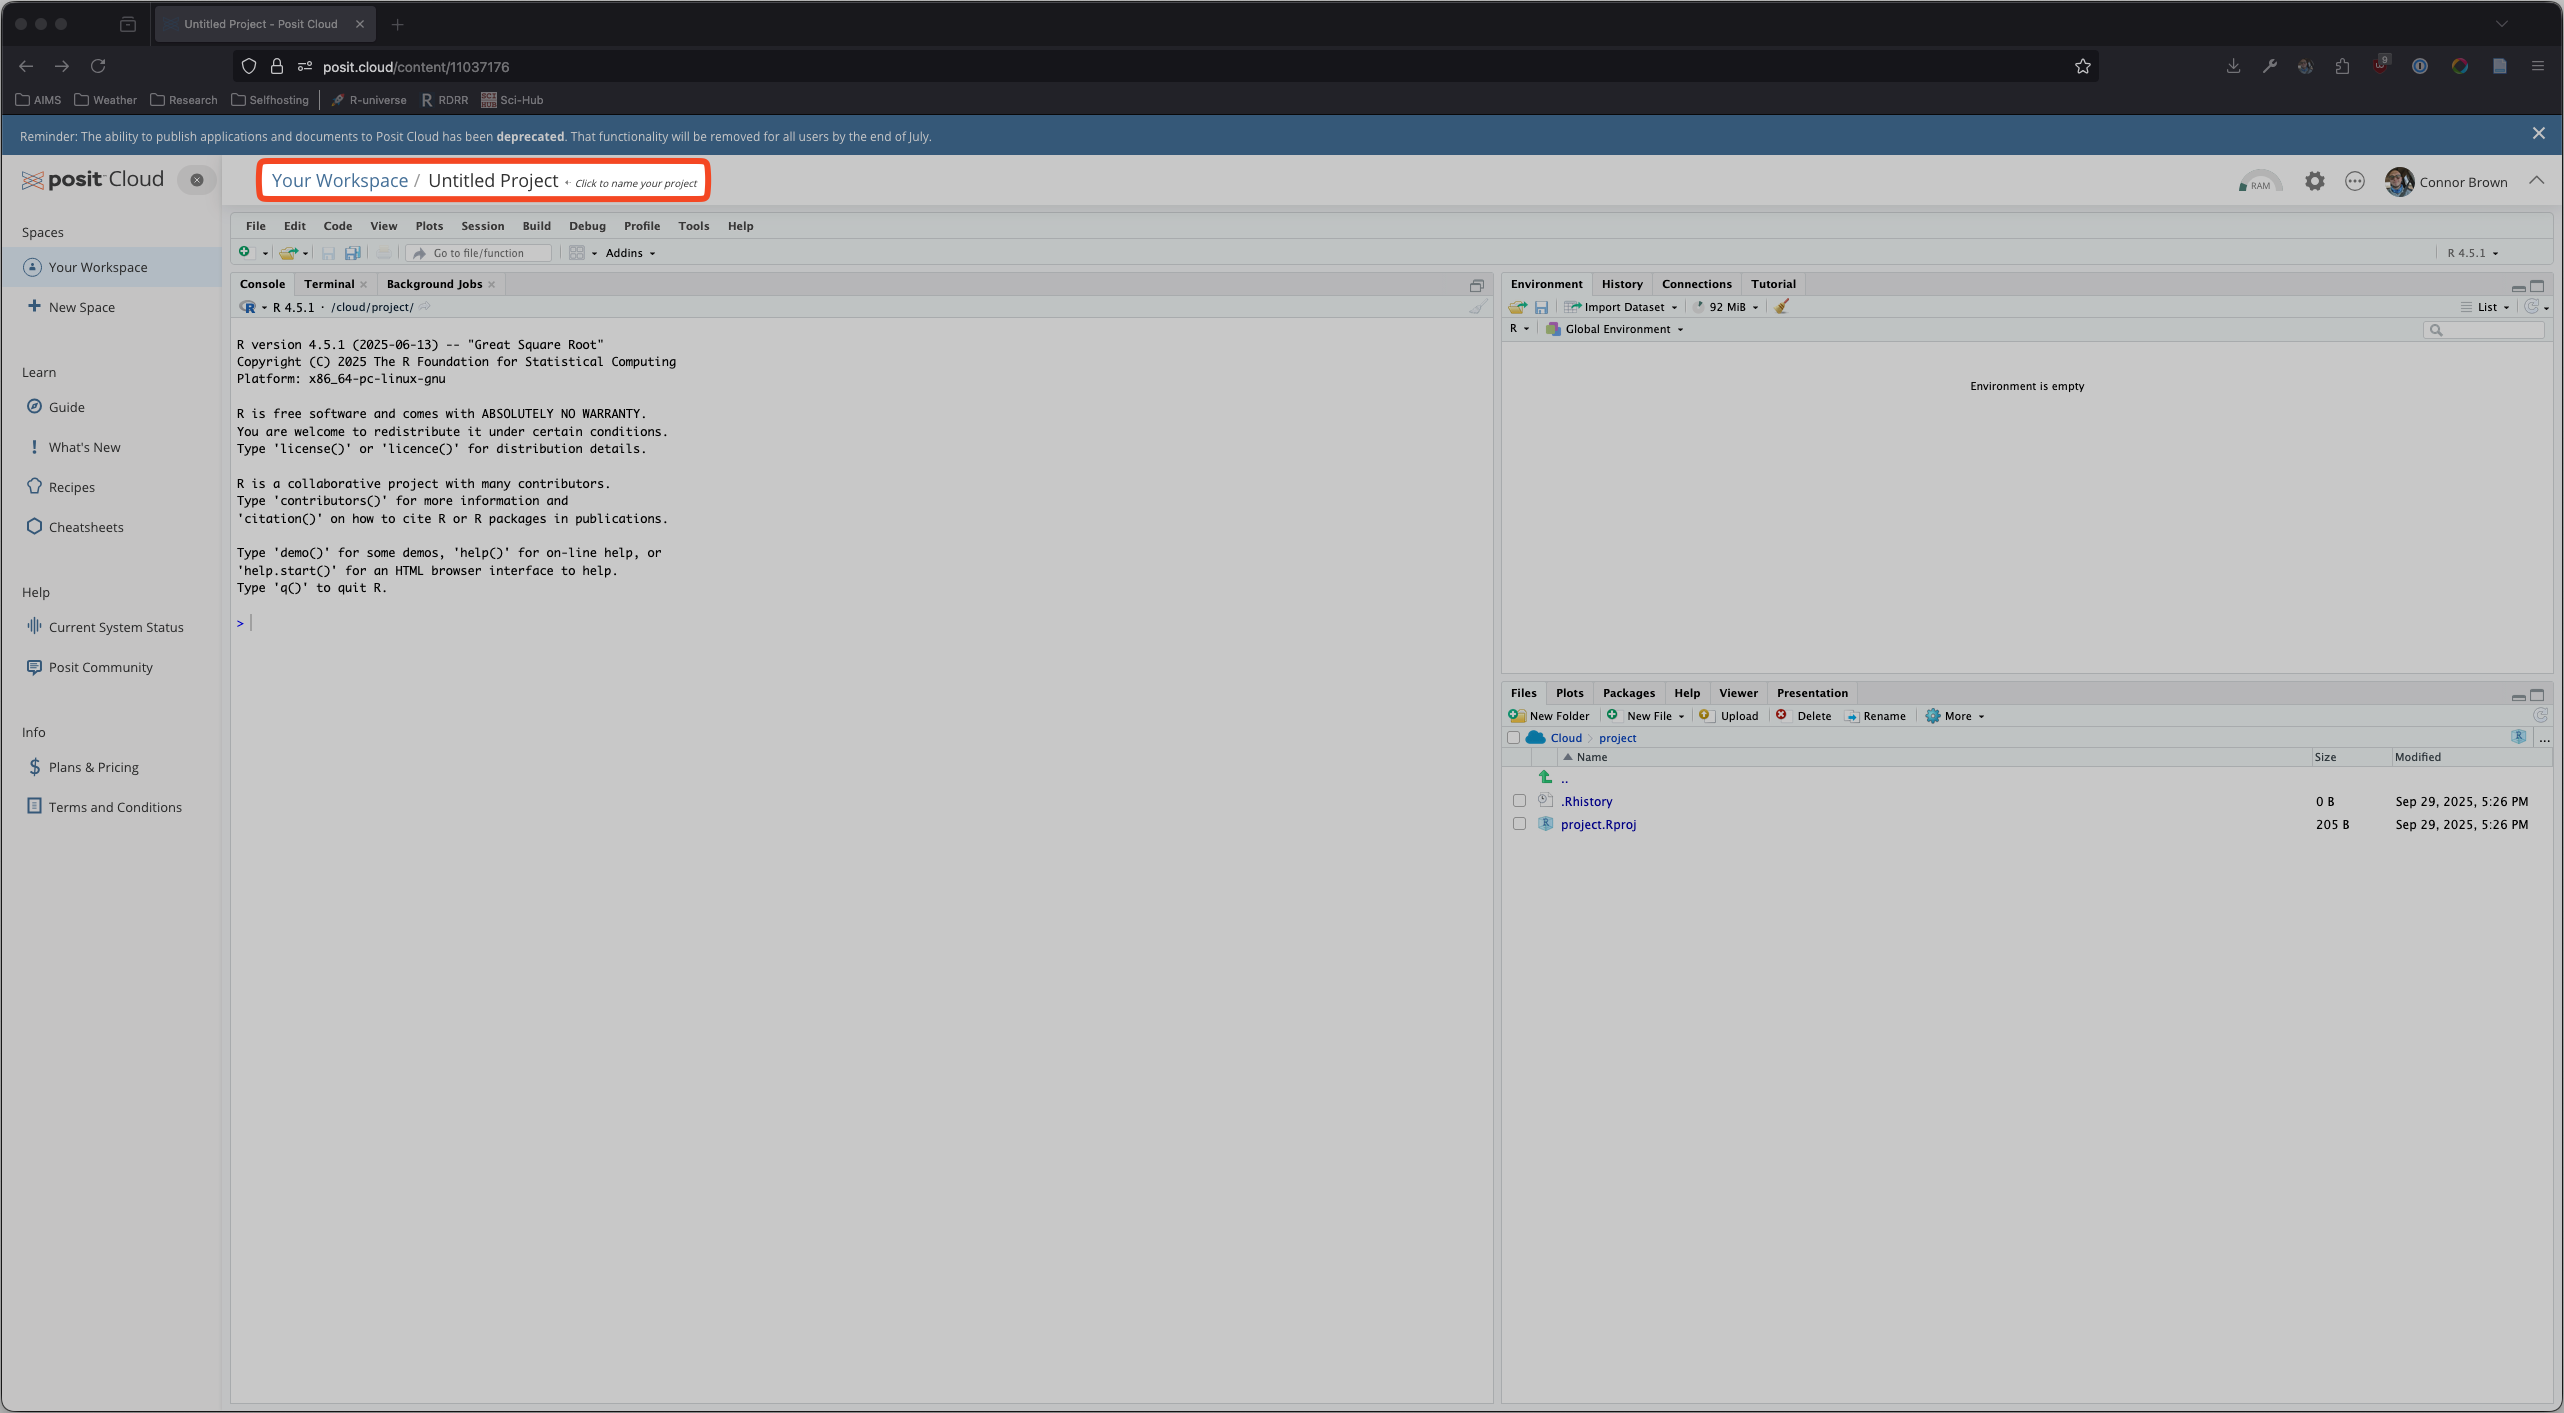 Untitled Project - Posit Cloud
posit.cloud/content/11037176
9
AIMS Weather Research Selfhosting R-universe RDRR Sci-Hub
Reminder: The ability to publish applications and documents to Posit Cloud has been deprecated. That functionality will be removed for all users by the end of July.
posit Cloud
Your Workspace / Untitled Project ← Click to name your project
RAM
Connor Brown
Spaces
Your Workspace
New Space
Learn
Guide
What's New
Recipes
Cheatsheets
Help
Current System Status
Posit Community
Info
Plans & Pricing
Terms and Conditions
File Edit Code View Plots Session Build Debug Profile Tools Help
Go to file/function Addins R 4.5.1
Console Terminal Background Jobs
R 4.5.1 · /cloud/project/
R version 4.5.1 (2025-06-13) -- "Great Square Root"
Copyright (C) 2025 The R Foundation for Statistical Computing
Platform: x86_64-pc-linux-gnu
R is free software and comes with ABSOLUTELY NO WARRANTY.
You are welcome to redistribute it under certain conditions.
Type 'license()' or 'licence()' for distribution details.
R is a collaborative project with many contributors.
Type 'contributors()' for more information and
'citation()' on how to cite R or R packages in publications.
Type 'demo()' for some demos, 'help()' for on-line help, or
'help.start()' for an HTML browser interface to help.
Type 'q()' to quit R.
>
Environment History Connections Tutorial
Import Dataset 92 MiB List
R Global Environment
Environment is empty
Files Plots Packages Help Viewer Presentation
New Folder New File Upload Delete Rename More
Cloud project ...
Name Size Modified
..
.Rhistory 0 B Sep 29, 2025, 5:26 PM
project.Rproj 205 B Sep 29, 2025, 5:26 PM